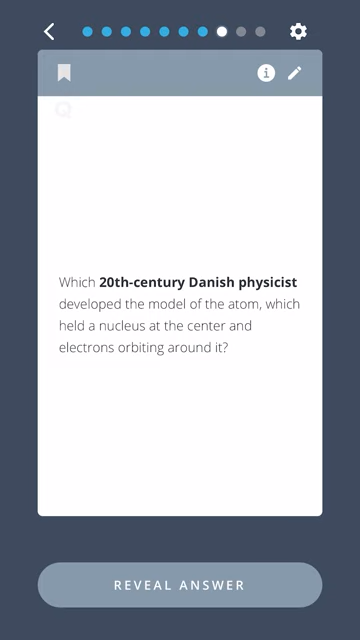 Q
Which 20th-century Danish physicist
developed the model of the atom, which
held a nucleus at the center and
electrons orbiting around it?
REVEAL ANSWER